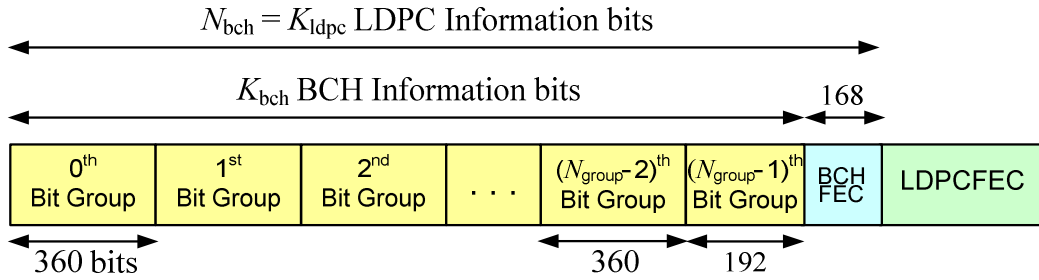 N_bch = K_ldpc LDPC Information bits
K_bch BCH Information bits
168
0th
Bit Group
1st
Bit Group
2nd
Bit Group
. . .
(N_group-2)th
Bit Group
(N_group-1)th
Bit Group
BCH
FEC
LDPCFEC
360 bits
360
192